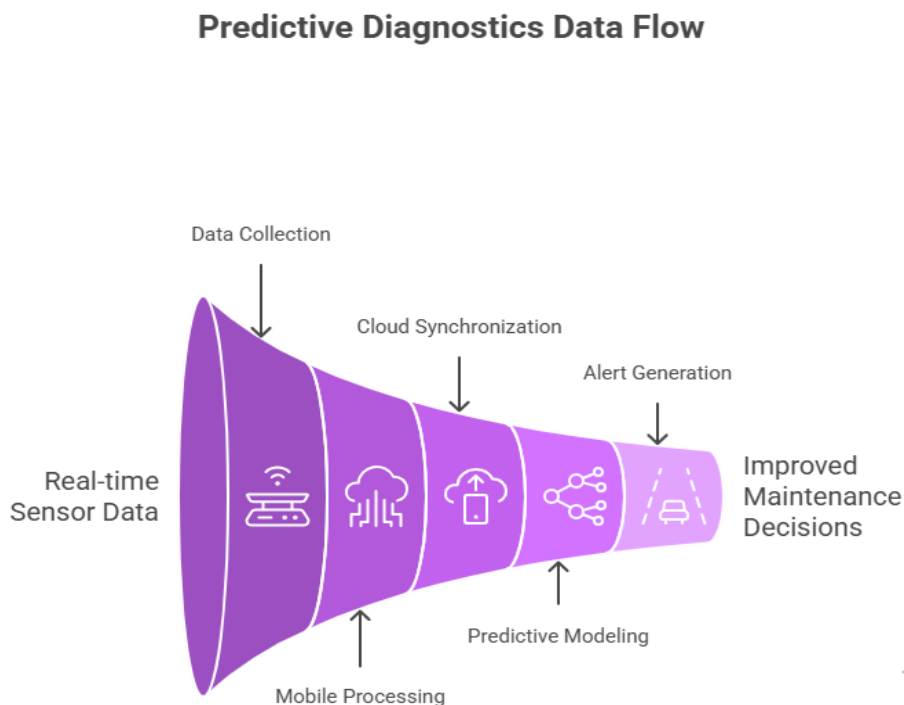 Predictive Diagnostics Data Flow
Data Collection
Cloud Synchronization
Alert Generation
Real-time
Sensor Data
Improved
Maintenance
Decisions
Predictive Modeling
Mobile Processing